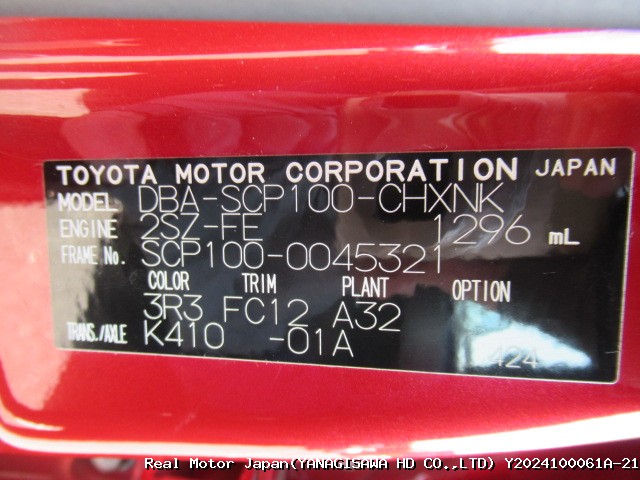 TOYOTA MOTOR CORPORATION JAPAN
MODEL DBA-SCP100-CHXNK
ENGINE 2SZ-FE 1296 mL
FRAME No. SCP100-0045321
COLOR TRIM PLANT OPTION
3R3 FC12 A32
TRANS./AXLE K410 -01A
424
Real Motor Japan(YANAGISAWA HD CO.,LTD) Y2024100061A-21